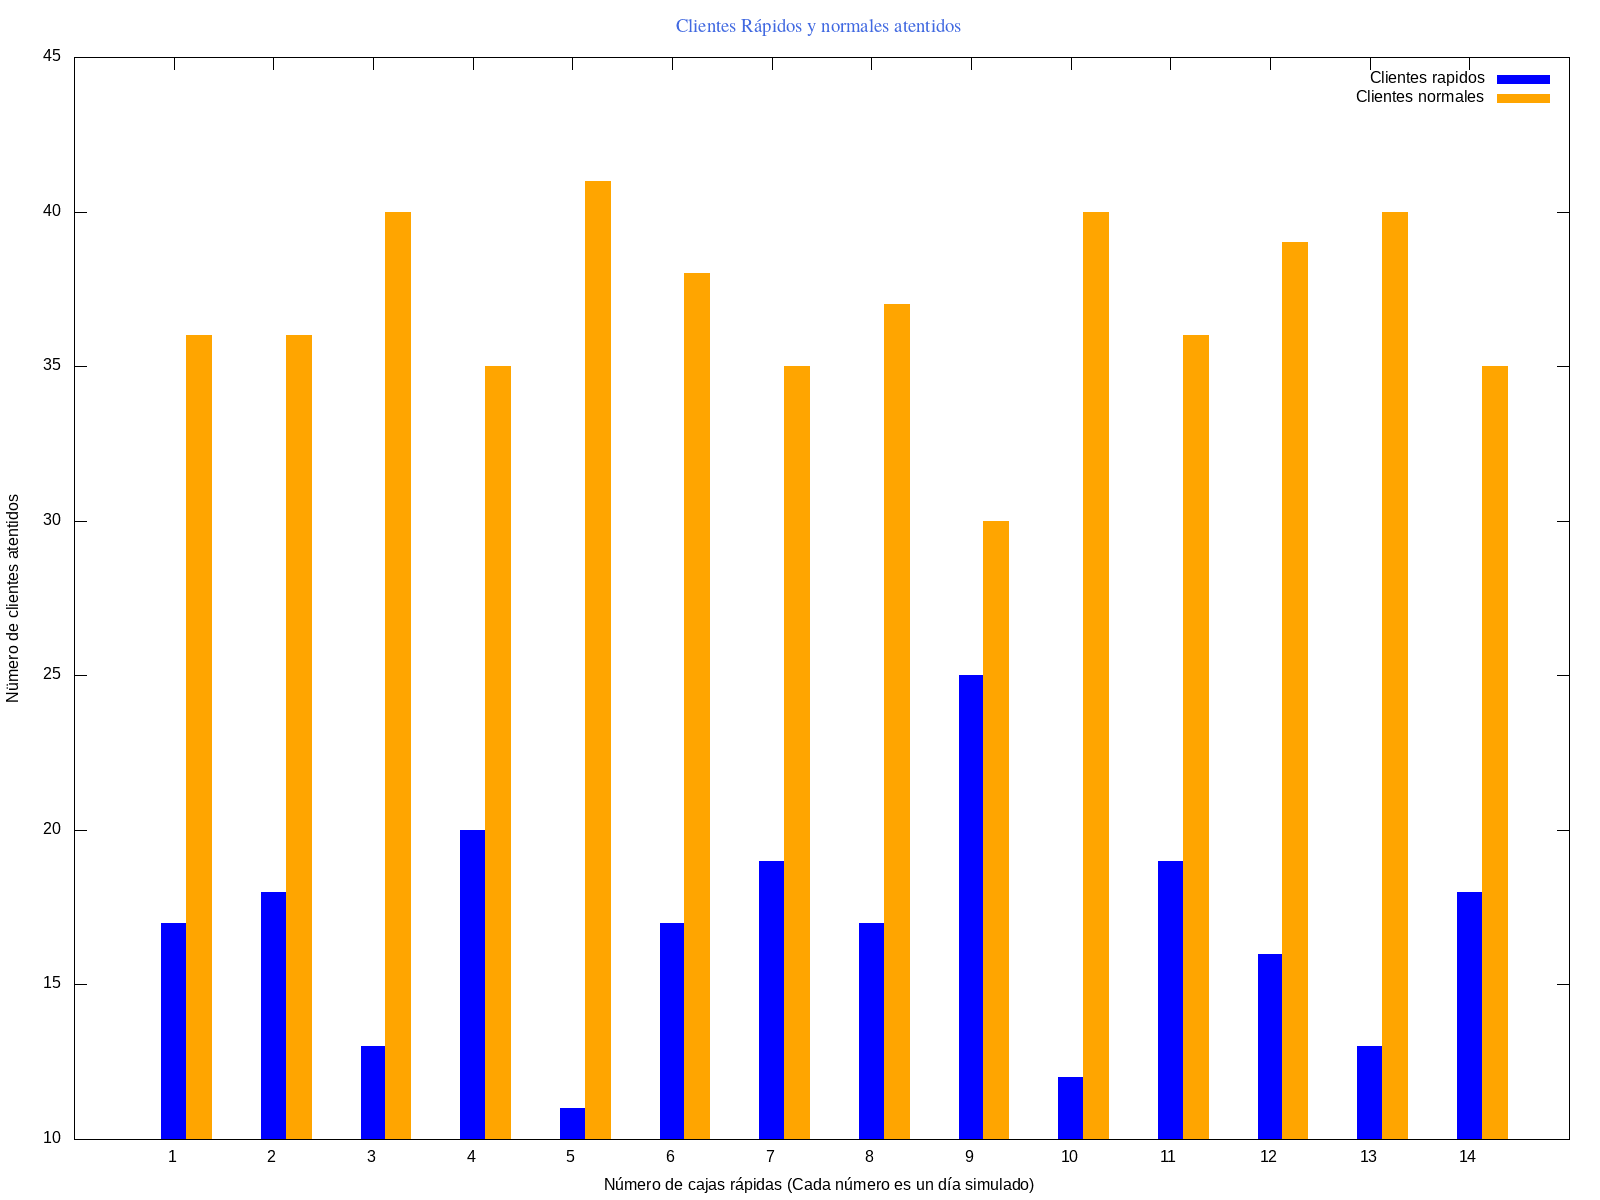 Clientes Rápidos y normales atentidos
Clientes rapidos
Clientes normales
45
40
35
30
25
20
15
10
Número de clientes atentidos
1 2 3 4 5 6 7 8 9 10 11 12 13 14
Número de cajas rápidas (Cada número es un día simulado)